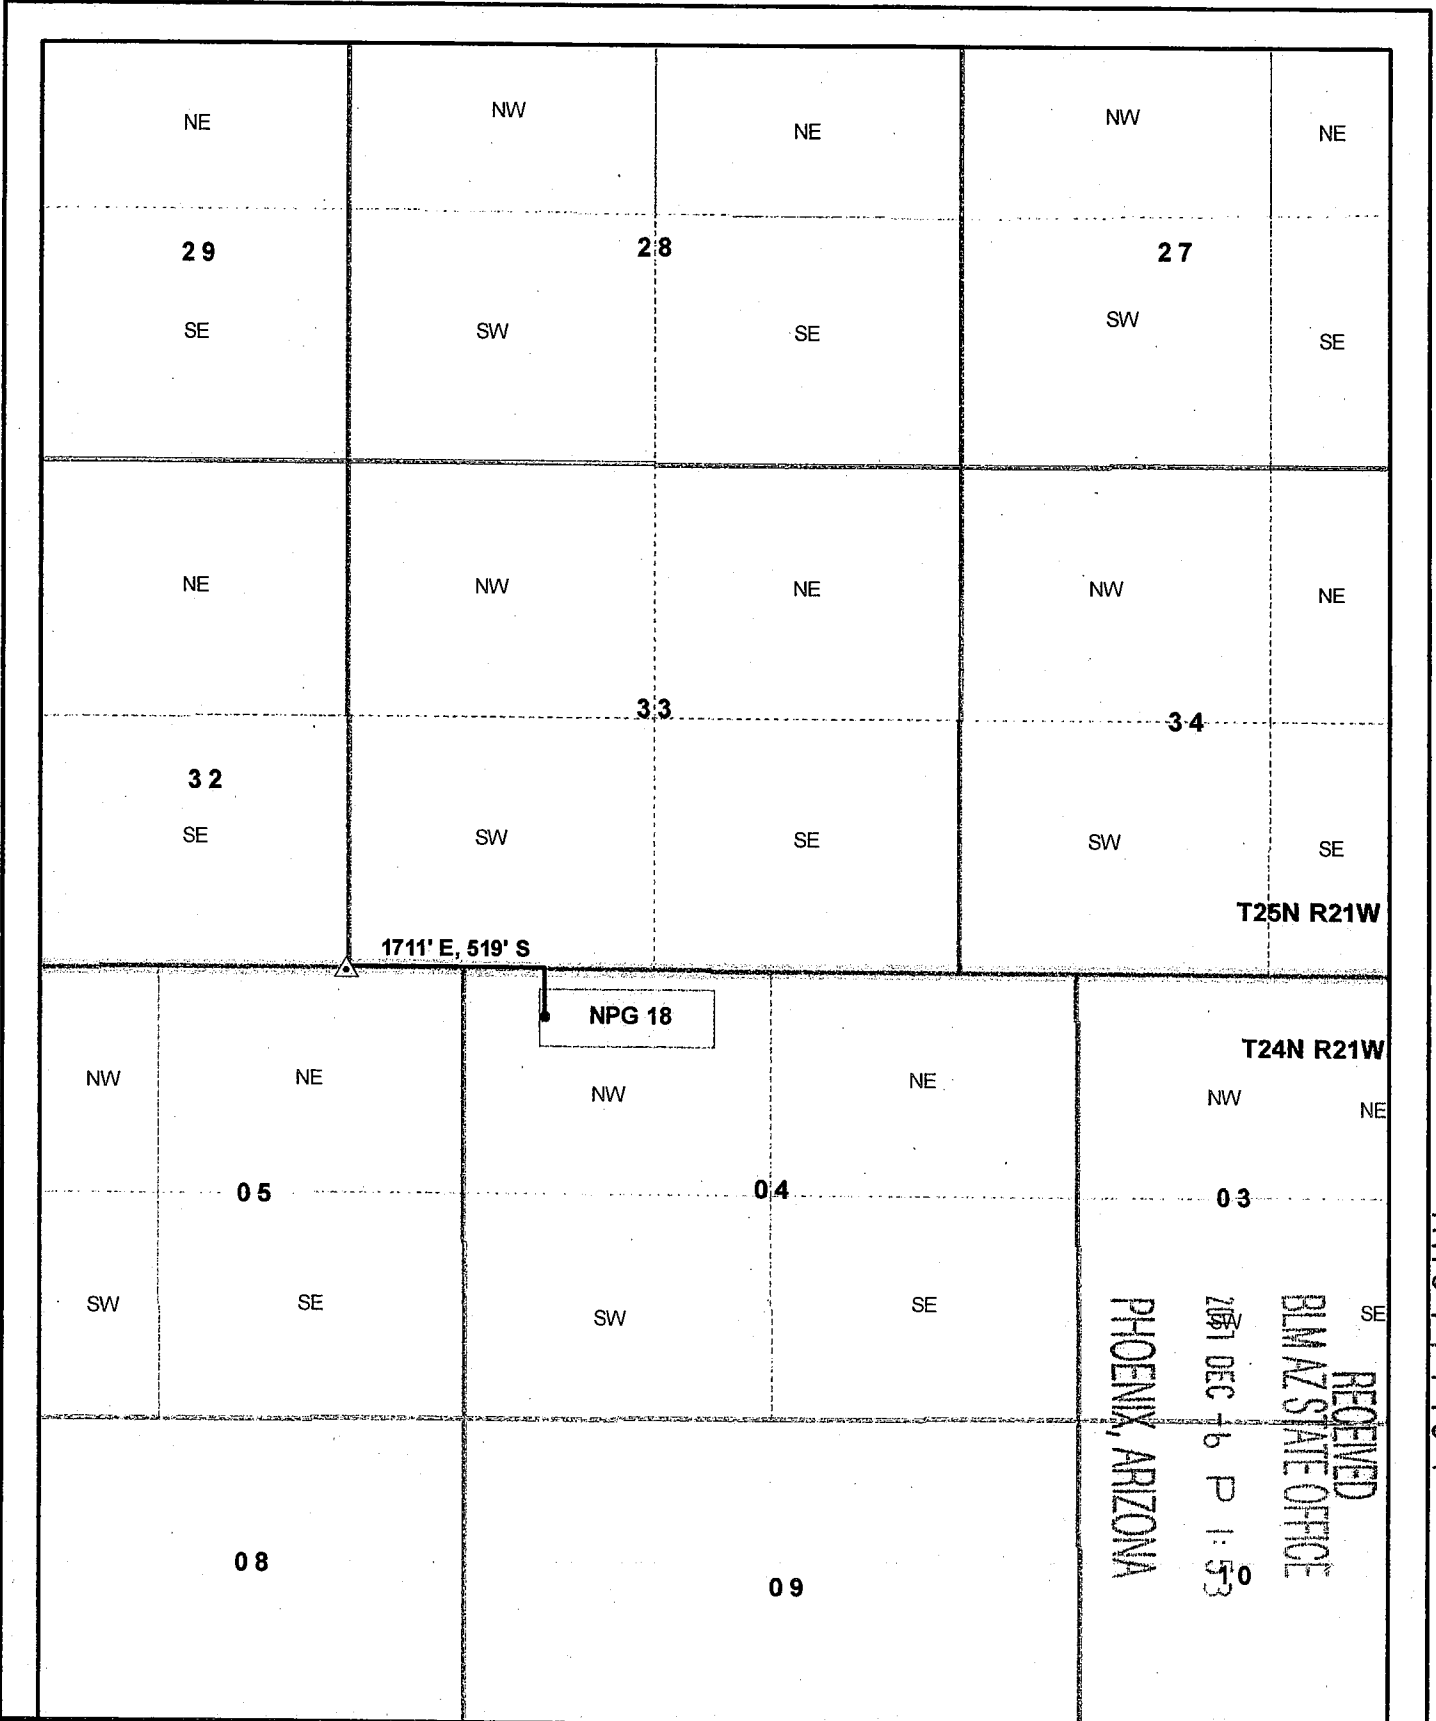 NE
NW
NE
NW
NE
29
28
27
SE
SW
SE
SW
SE
NE
NW
NE
NW
NE
33
34
32
SE
SW
SE
SW
SE
T25N R21W
1711' E, 519' S
NPG 18
T24N R21W
NW
NE
NW
NE
NW
NE
05
04
03
SW
SE
SW
SE
SW
SE
RECEIVED
BLM AZ STATE OFFICE
DEC P 1:53
PHOENIX, ARIZONA
08
09
10